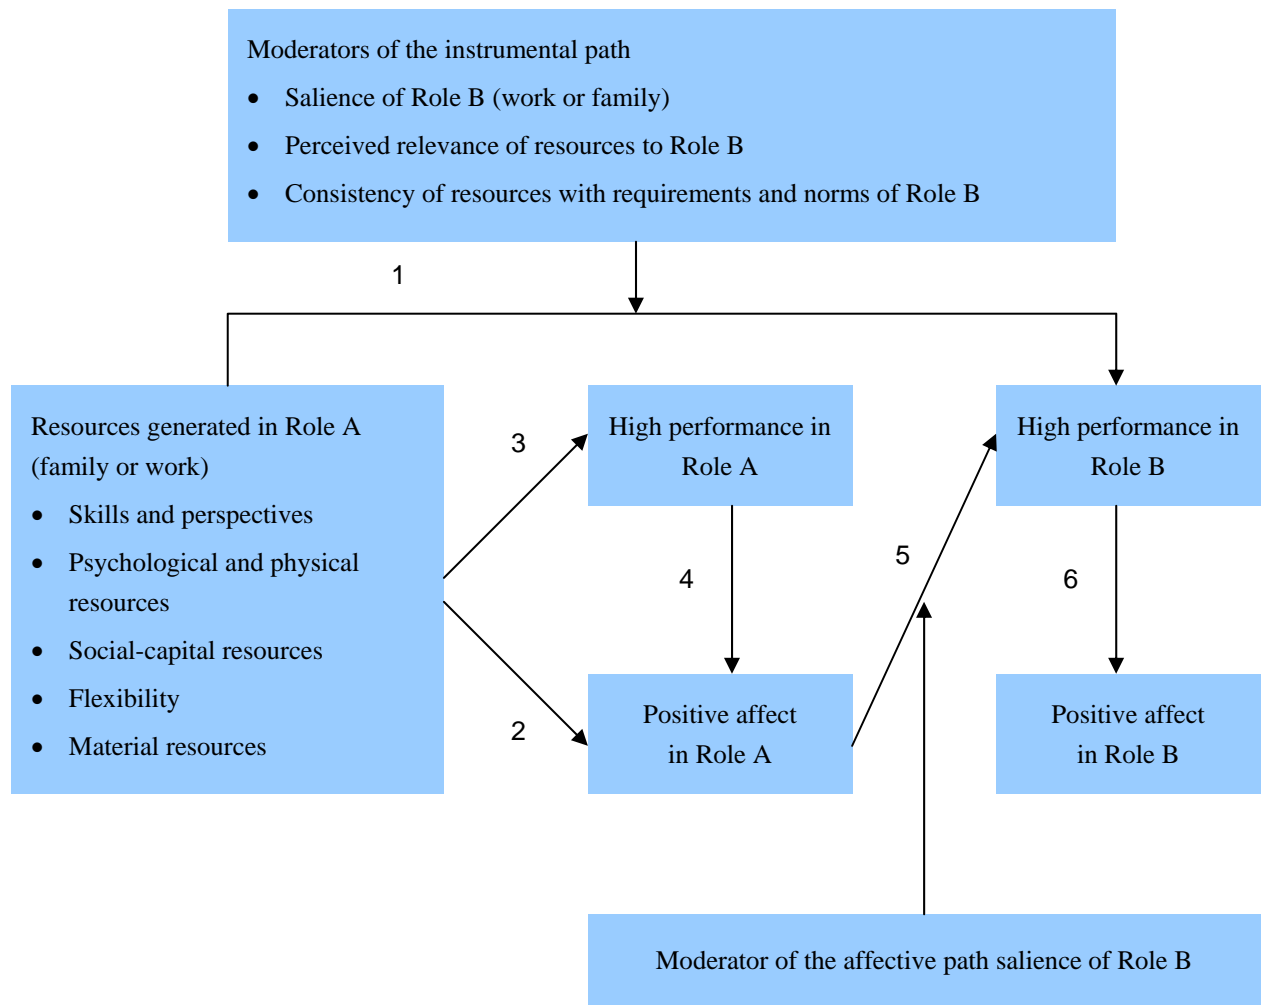 Moderators of the instrumental path
• Salience of Role B (work or family)
• Perceived relevance of resources to Role B
• Consistency of resources with requirements and norms of Role B
1
Resources generated in Role A
(family or work)
• Skills and perspectives
• Psychological and physical
resources
• Social-capital resources
• Flexibility
• Material resources
3
2
High performance in
Role A
4
Positive affect
in Role A
5
High performance in
Role B
6
Positive affect
in Role B
Moderator of the affective path salience of Role B